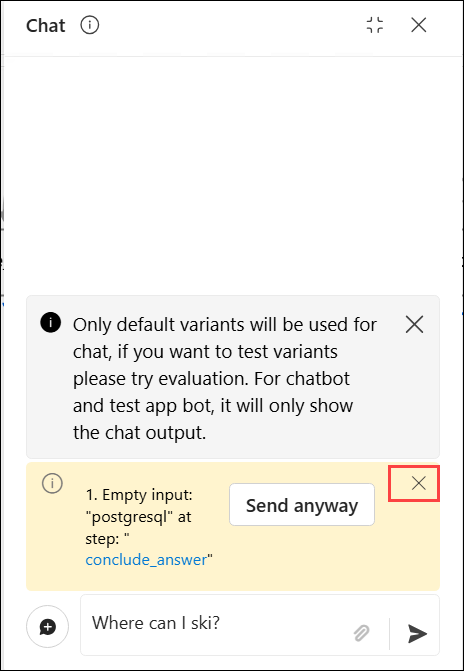 Chat
Only default variants will be used for
chat, if you want to test variants
please try evaluation. For chatbot
and test app bot, it will only show
the chat output.
1. Empty input:
"postgresql" at
step: "
conclude_answer"
Send anyway
Where can I ski?